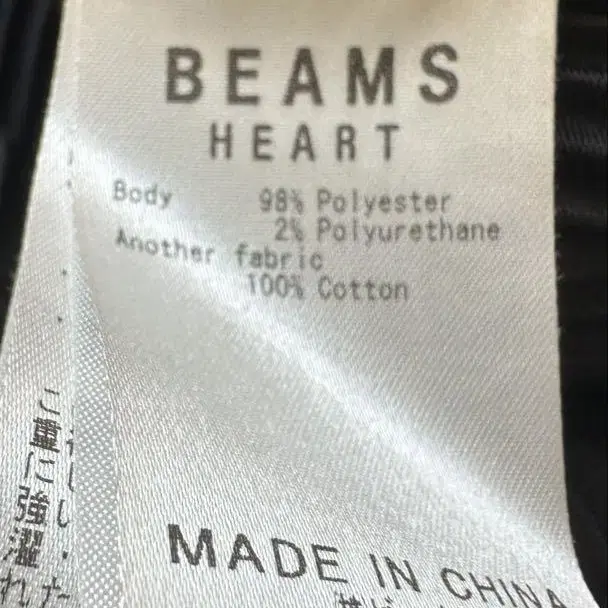 BEAMS
HEART
Body 98% Polyester
2% Polyurethane
Another fabric
100% Cotton
MADE IN CHINA